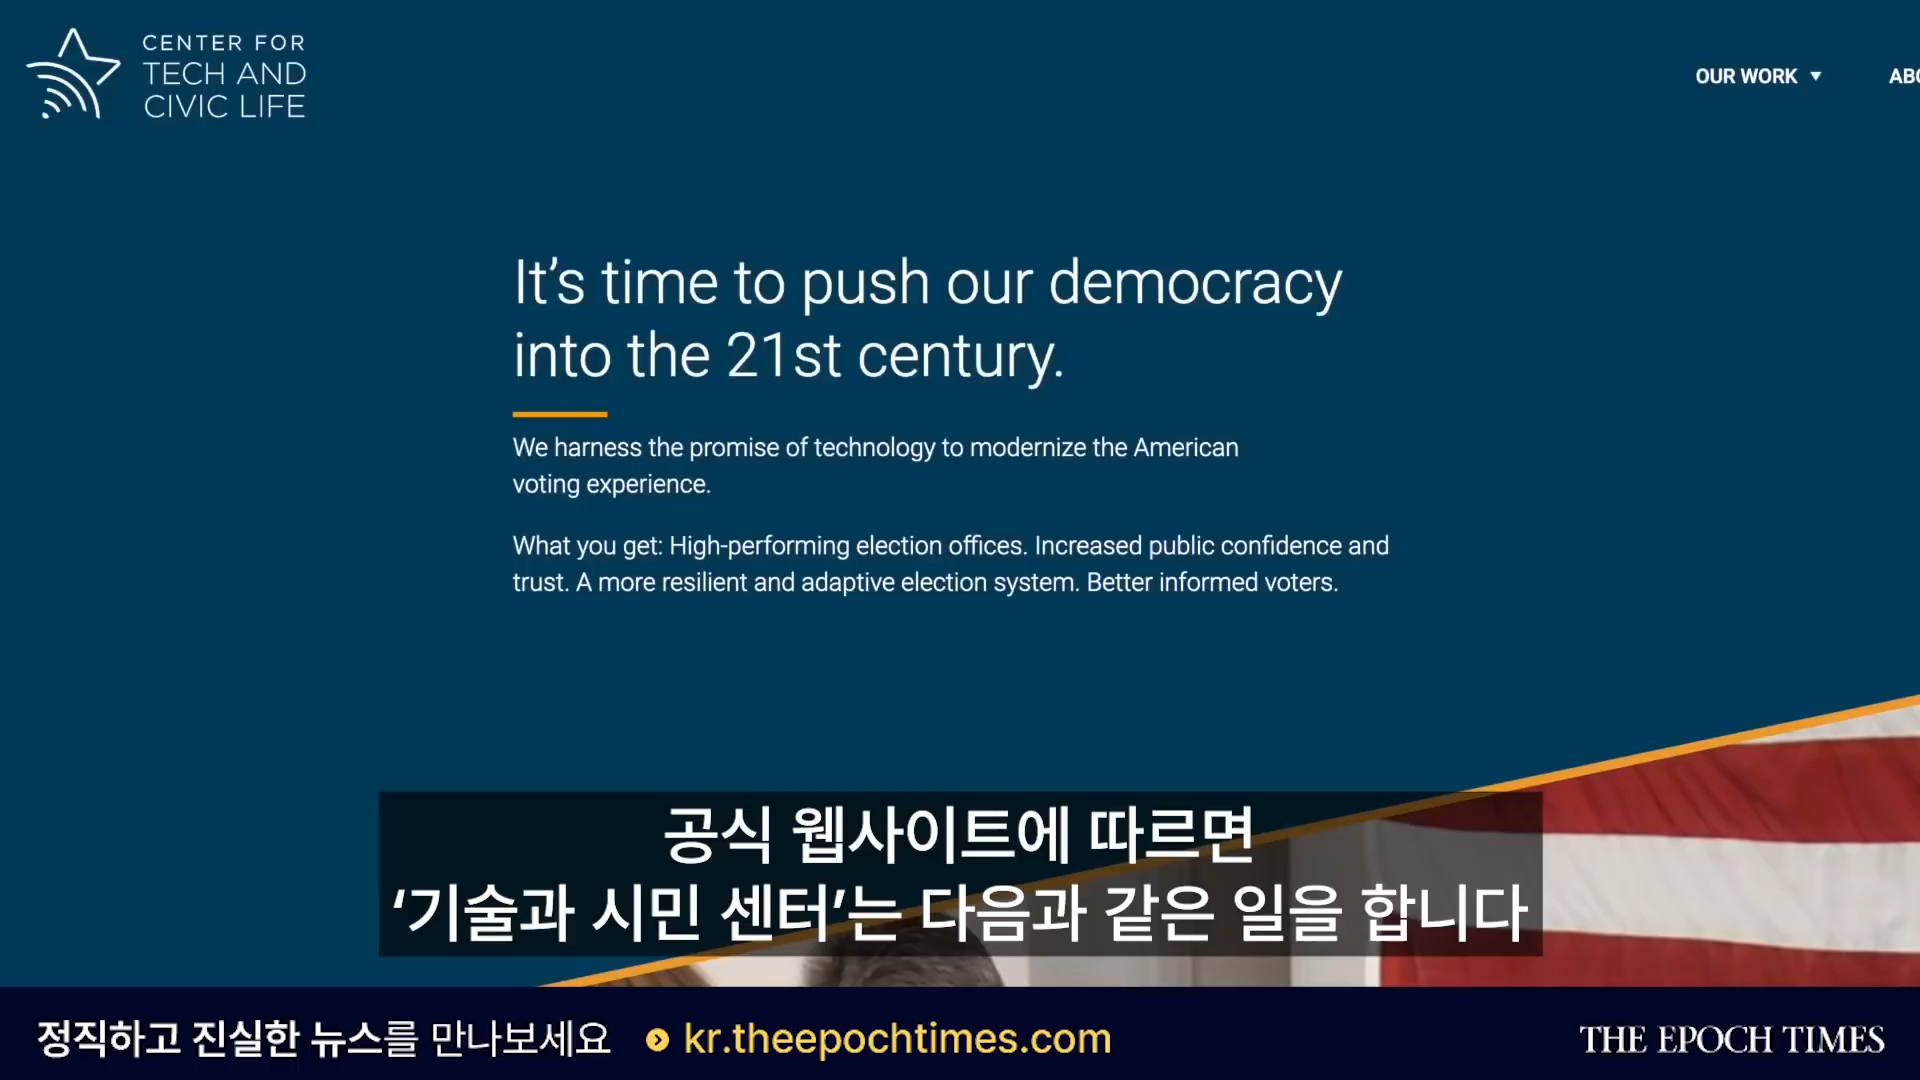 CENTER FOR
TECH AND
CIVIC LIFE
OUR WORK ▼
It's time to push our democracy
into the 21st century.
We harness the promise of technology to modernize the American
voting experience.
What you get: High-performing election offices. Increased public confidence and
trust. A more resilient and adaptive election system. Better informed voters.
공식 웹사이트에 따르면
‘기술과 시민 센터’는 다음과 같은 일을 합니다
정직하고 진실한 뉴스를 만나보세요
kr.theepochtimes.com
THE EPOCH TIMES